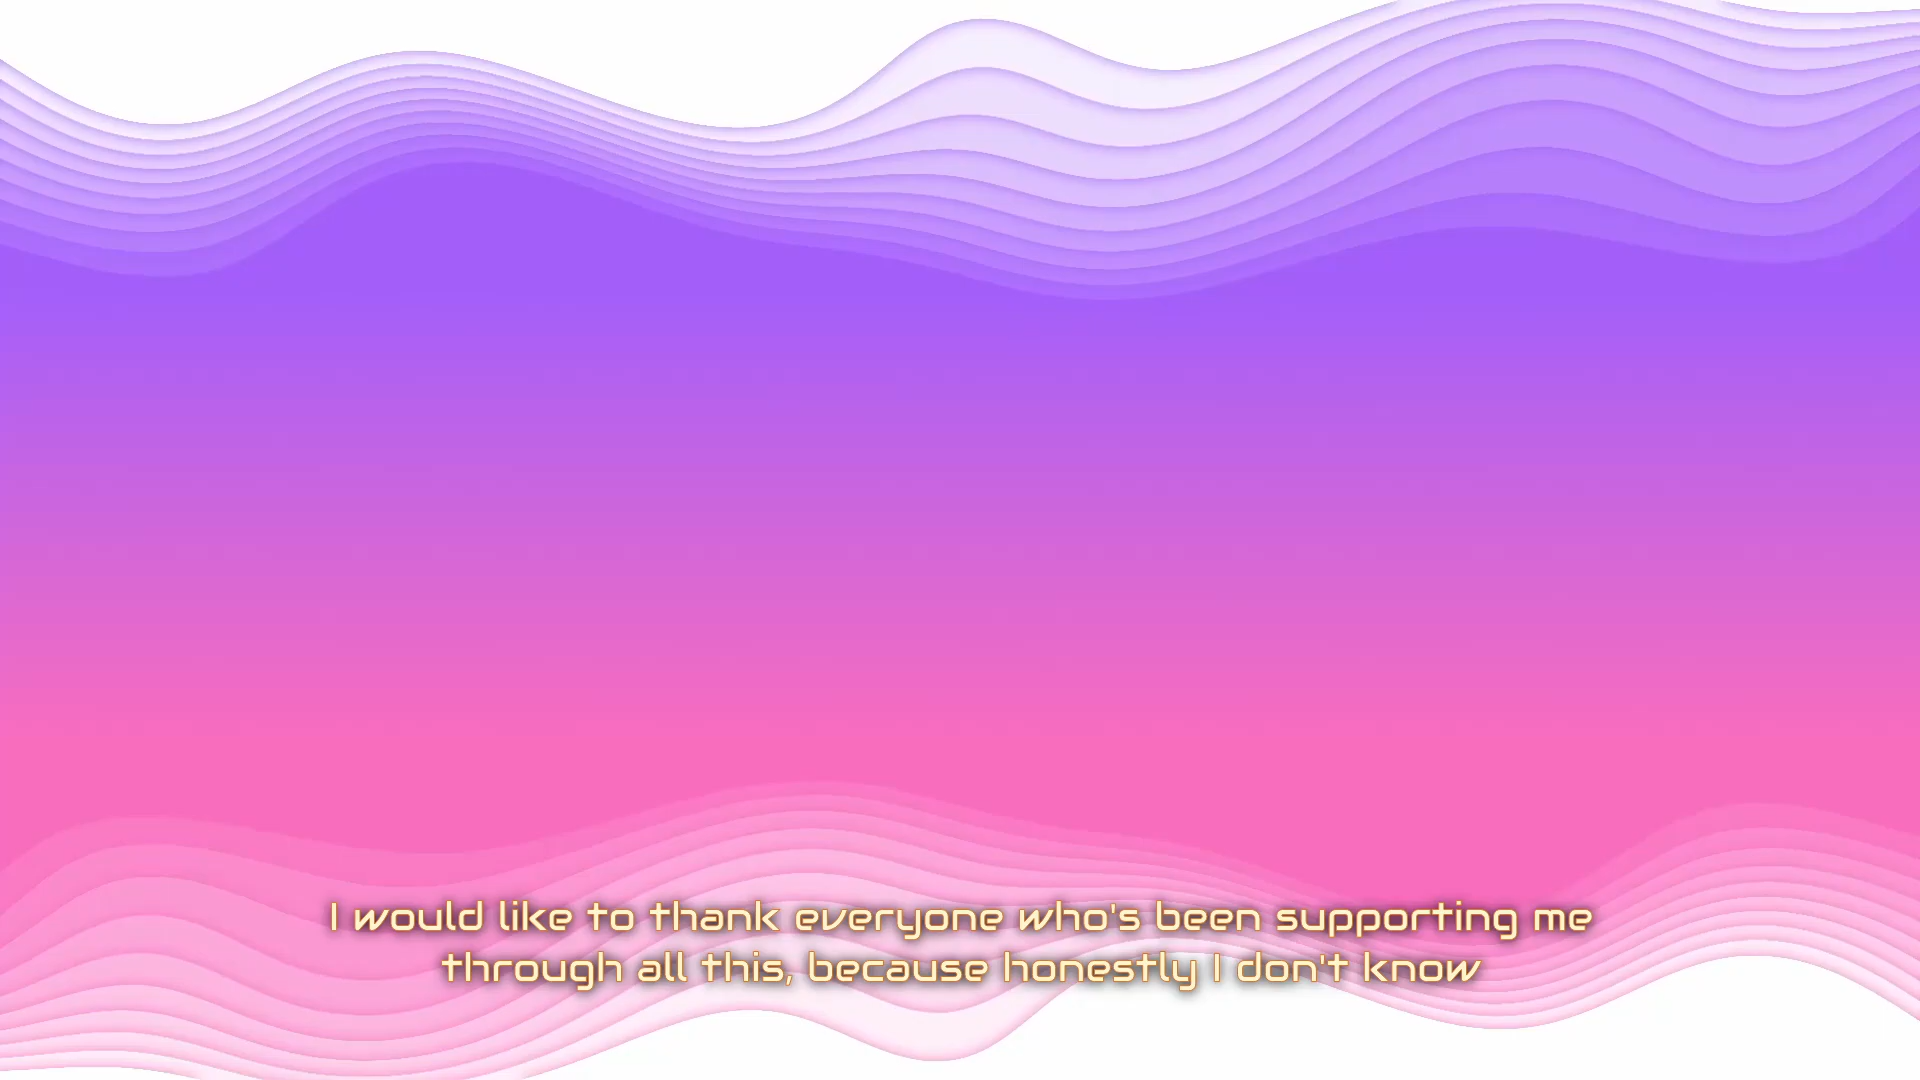 I would like to thank everyone who's been supporting me
through all this, because honestly I don't know